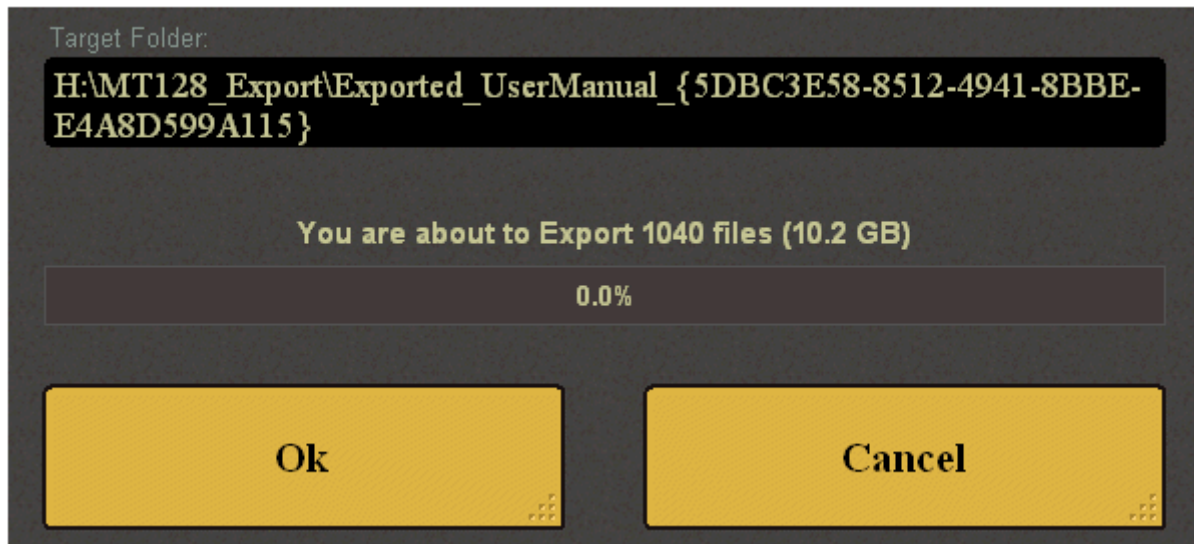 Target Folder:
H:\MT128_Export\Exported_UserManual_{5DBC3E58-8512-4941-8BBE-
E4A8D599A115}
You are about to Export 1040 files (10.2 GB)
0.0%
Ok
Cancel